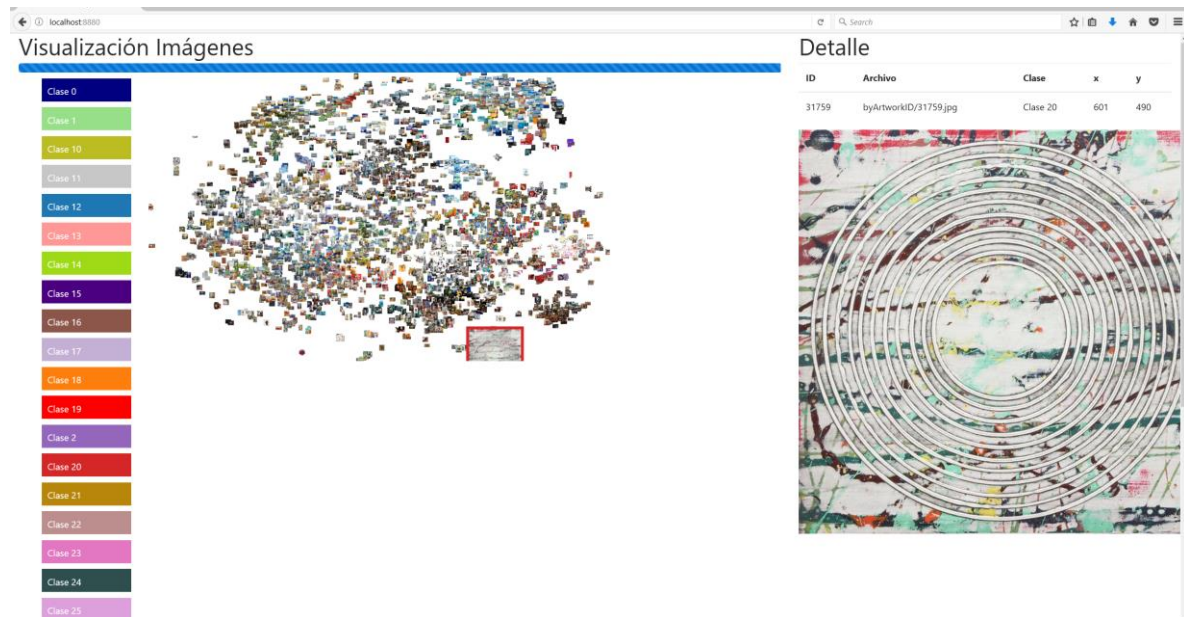 localhost:8880
Search
Visualización Imágenes
Clase 0
Clase 1
Clase 10
Clase 11
Clase 12
Clase 13
Clase 14
Clase 15
Clase 16
Clase 17
Clase 18
Clase 19
Clase 2
Clase 20
Clase 21
Clase 22
Clase 23
Clase 24
Clase 25
Detalle
ID Archivo Clase x y
31759 byArtworkID/31759.jpg Clase 20 601 490